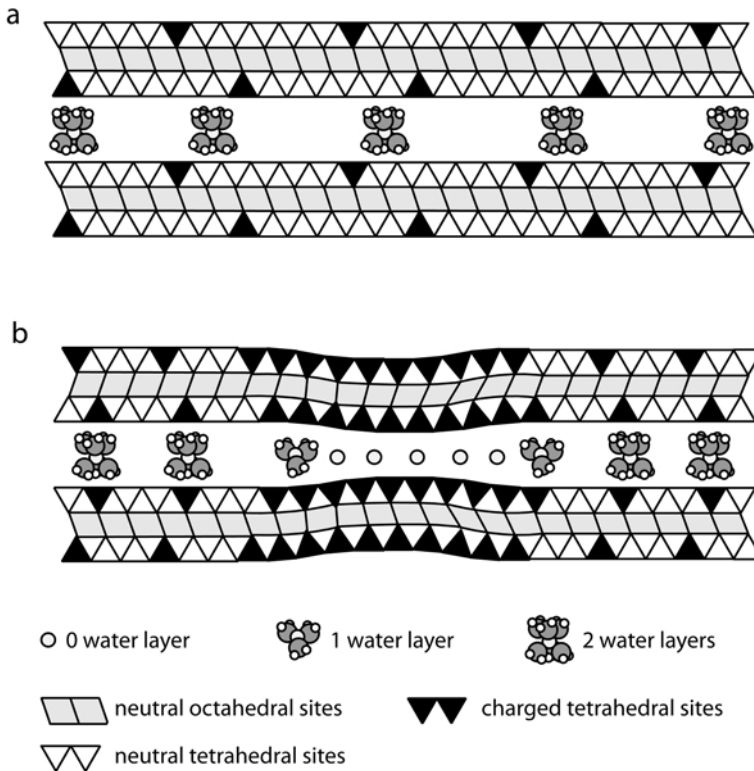 a
b
0 water layer
1 water layer
2 water layers
neutral octahedral sites
charged tetrahedral sites
neutral tetrahedral sites